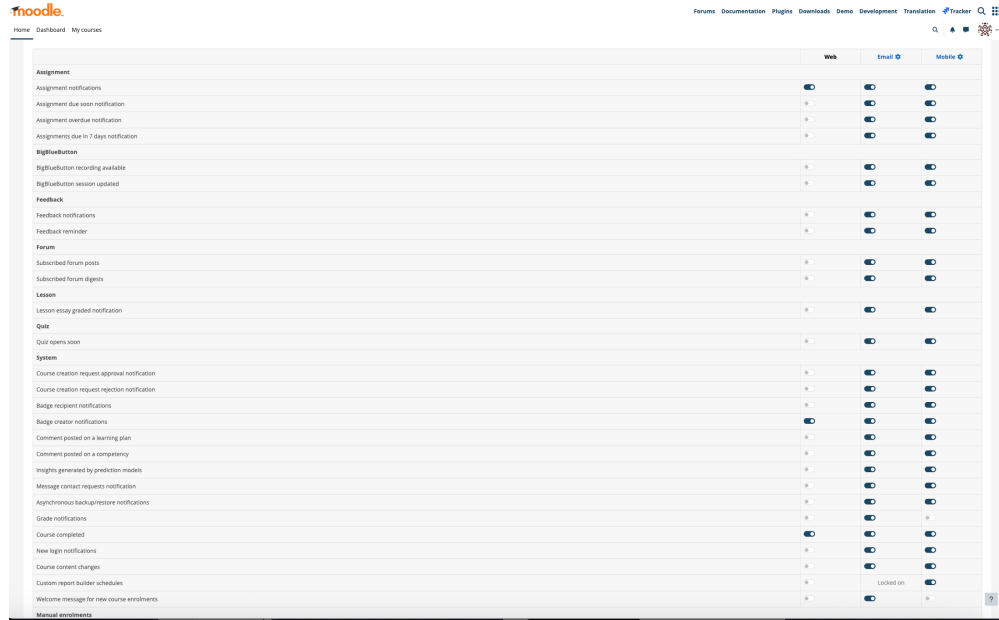 moodle
Forums Documentation Plugins Downloads Demo Development Translation Tracker
Home Dashboard My courses
Web Email Mobile
Assignment
Assignment notifications
Assignment due soon notification
Assignment overdue notification
Assignments due in 7 days notification
BigBlueButton
BigBlueButton recording available
BigBlueButton session updated
Feedback
Feedback notifications
Feedback reminder
Forum
Subscribed forum posts
Subscribed forum digests
Lesson
Lesson essay graded notification
Quiz
Quiz opens soon
System
Course creation request approval notification
Course creation request rejection notification
Badge recipient notifications
Badge creator notifications
Comment posted on a learning plan
Comment posted on a competency
Insights generated by prediction models
Message contact requests notification
Asynchronous backup/restore notifications
Grade notifications
Course completed
New login notifications
Course content changes
Custom report builder schedules Locked on
Welcome message for new course enrolments
?
Manual enrolments